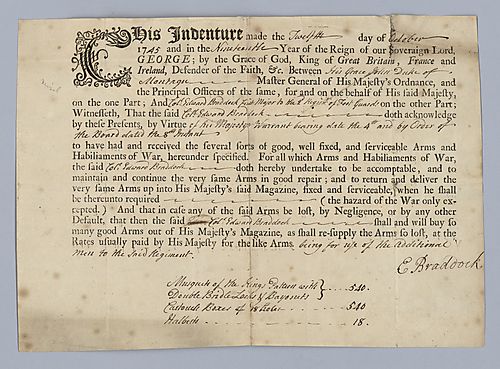 This Indenture made the Twelfth day of October
1745 and in the Nineteenth Year of the Reign of our Soveraign Lord,
GEORGE; by the Grace of God, King of Great Britain, France and
Ireland, Defender of the Faith, &c. Between His Grace John Duke of
Montagu Master General of His Majesty's Ordnance, and
the Principal Officers of the same, for and on the behalf of His said Majesty,
on the one Part; And Col. Edward Braddock Major to the 2 Regt. of Foot Guards on the other Part;
Witnesseth, That the said Col. Edward Braddock doth acknowledge
by these Presents, by Virtue of his Majestys Warrant bearing date the 4th and by Order of
the Board dated the 8th Instant
to have had and received the several sorts of good, well fixed, and serviceable Arms and
Habiliaments of War, hereunder specified. For all which Arms and Habiliaments of War,
the said Col. Edward Braddock doth hereby undertake to be accomptable, and to
maintain and continue the very same Arms in good repair; and to return and deliver the
very same Arms up into His Majesty's said Magazine, fixed and serviceable, when he shall
be thereunto required (the hazard of the War only ex-
cepted.) And that in case any of the said Arms be lost, by Negligence, or by any other
Default, that then the said Col. Edward Braddock shall and will buy so
many good Arms out of His Majesty's Magazine, as shall re-supply the Arms so lost, at the
Rates usually paid by His Majesty for the like Arms. being for use of the Additional
men to the said Regiment.
E. Braddock
Musquets of the Kings Pattern with
Double Bridle Locks & Bayonets } 540
Cartouch Boxes of 18 holes 540
Halberts 18.